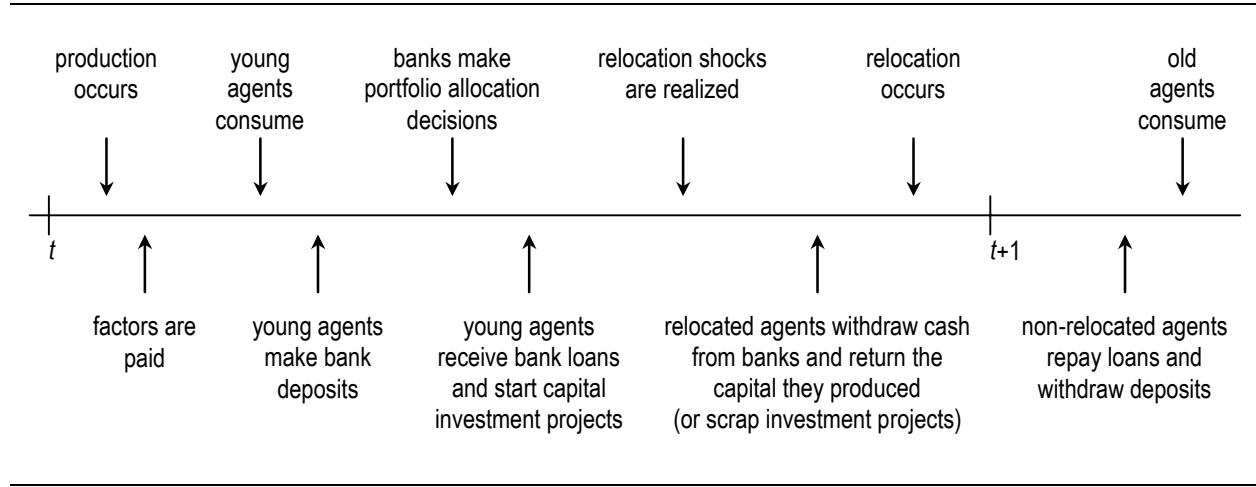 production
occurs
young
agents
consume
banks make
portfolio allocation
decisions
relocation shocks
are realized
relocation
occurs
old
agents
consume
t
t+1
factors are
paid
young agents
make bank
deposits
young agents
receive bank loans
and start capital
investment projects
relocated agents withdraw cash
from banks and return the
capital they produced
(or scrap investment projects)
non-relocated agents
repay loans and
withdraw deposits